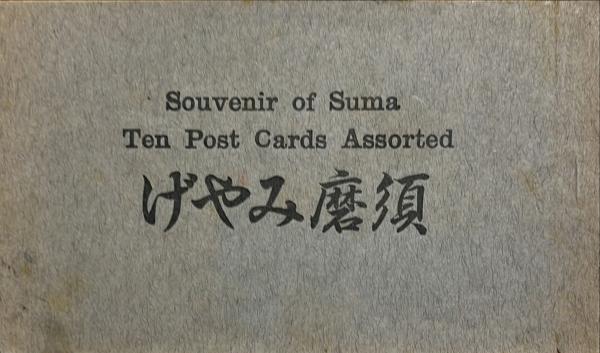 Souvenir of Suma
Ten Post Cards Assorted
須磨みやげ